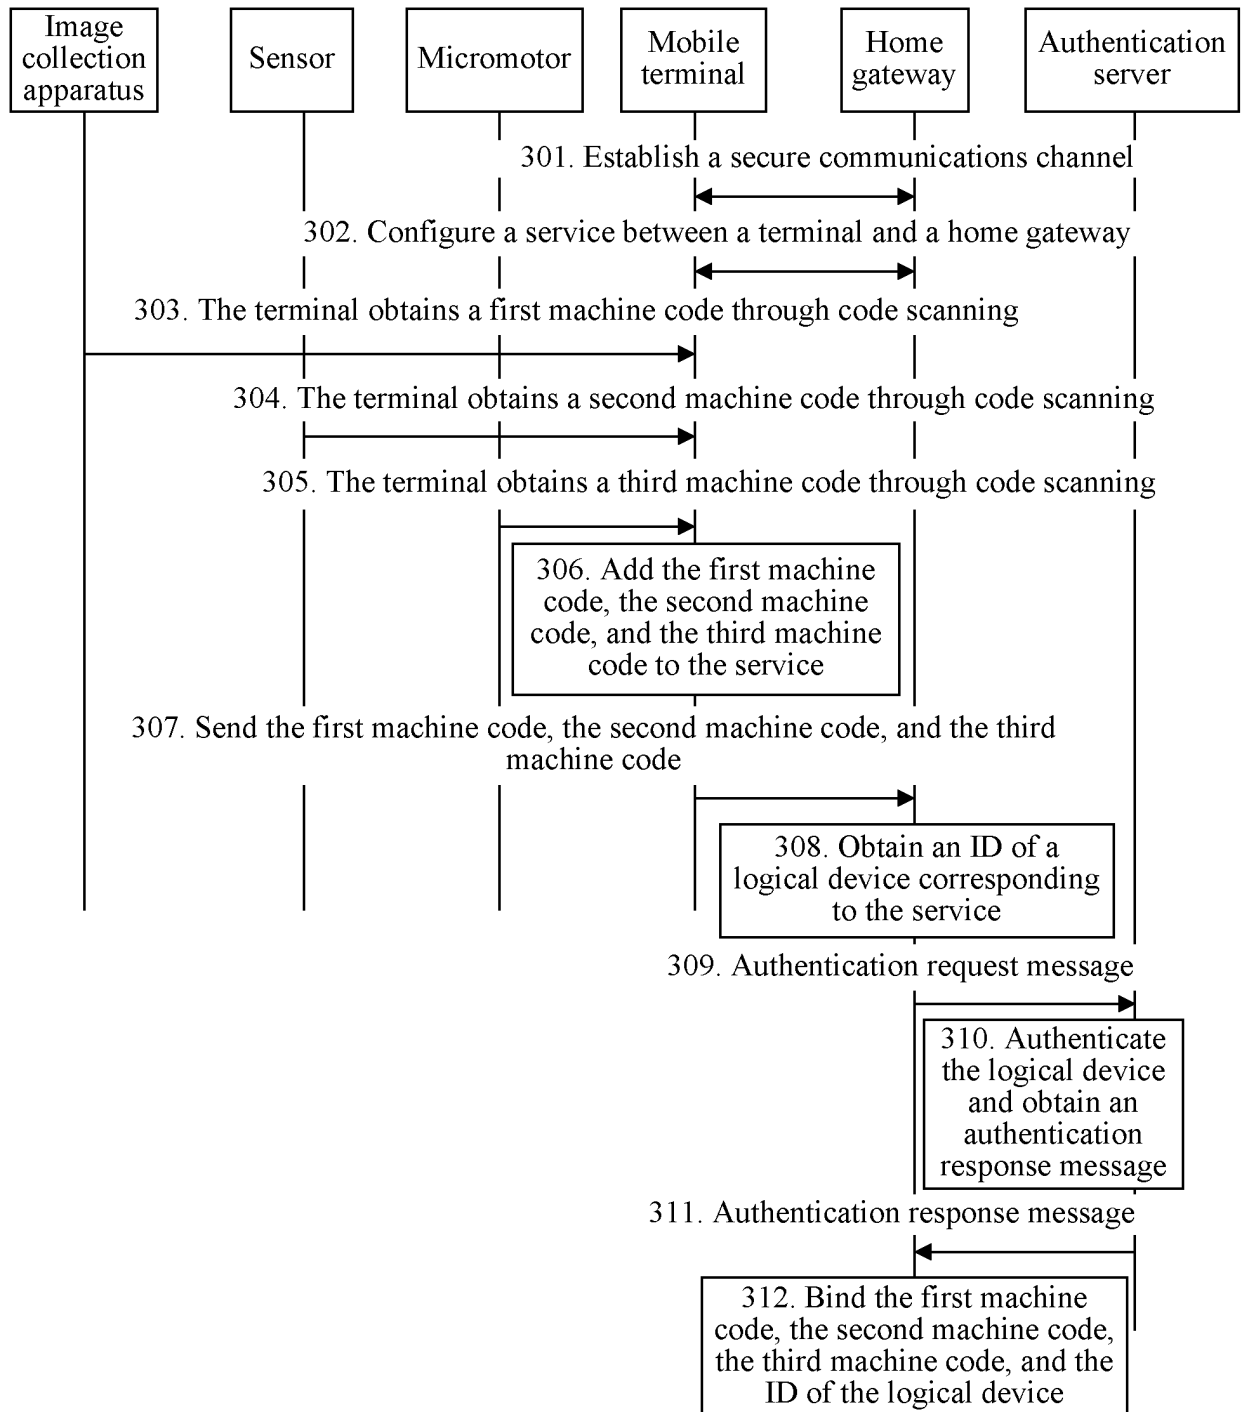 Image
collection
apparatus
Sensor
Micromotor
Mobile
terminal
Home
gateway
Authentication
server
301. Establish a secure communications channel
302. Configure a service between a terminal and a home gateway
303. The terminal obtains a first machine code through code scanning
304. The terminal obtains a second machine code through code scanning
305. The terminal obtains a third machine code through code scanning
306. Add the first machine
code, the second machine
code, and the third machine
code to the service
307. Send the first machine code, the second machine code, and the third
machine code
308. Obtain an ID of a
logical device corresponding
to the service
309. Authentication request message
310. Authenticate
the logical device
and obtain an
authentication
response message
311. Authentication response message
312. Bind the first machine
code, the second machine code,
the third machine code, and the
ID of the logical device